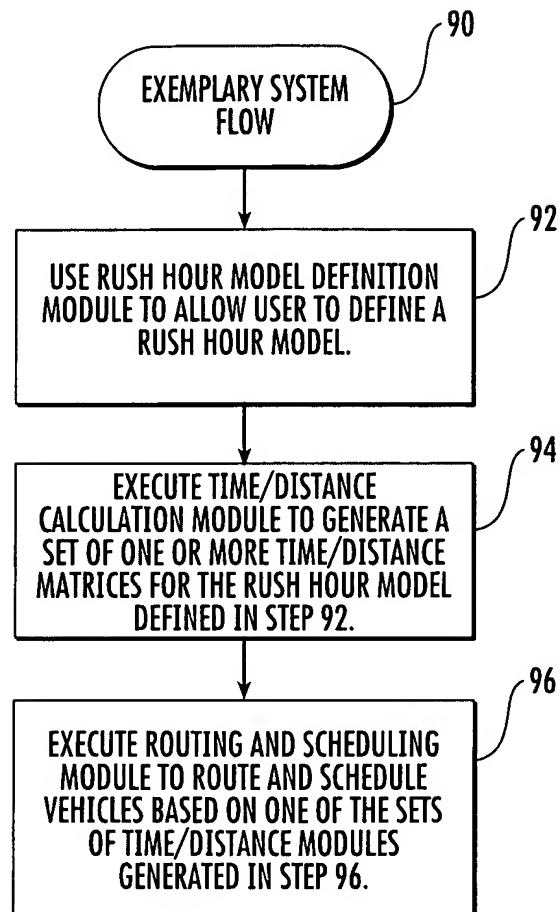 90
EXEMPLARY SYSTEM
FLOW
92
USE RUSH HOUR MODEL DEFINITION
MODULE TO ALLOW USER TO DEFINE A
RUSH HOUR MODEL.
94
EXECUTE TIME/DISTANCE
CALCULATION MODULE TO GENERATE A
SET OF ONE OR MORE TIME/DISTANCE
MATRICES FOR THE RUSH HOUR MODEL
DEFINED IN STEP 92.
96
EXECUTE ROUTING AND SCHEDULING
MODULE TO ROUTE AND SCHEDULE
VEHICLES BASED ON ONE OF THE SETS
OF TIME/DISTANCE MODULES
GENERATED IN STEP 96.